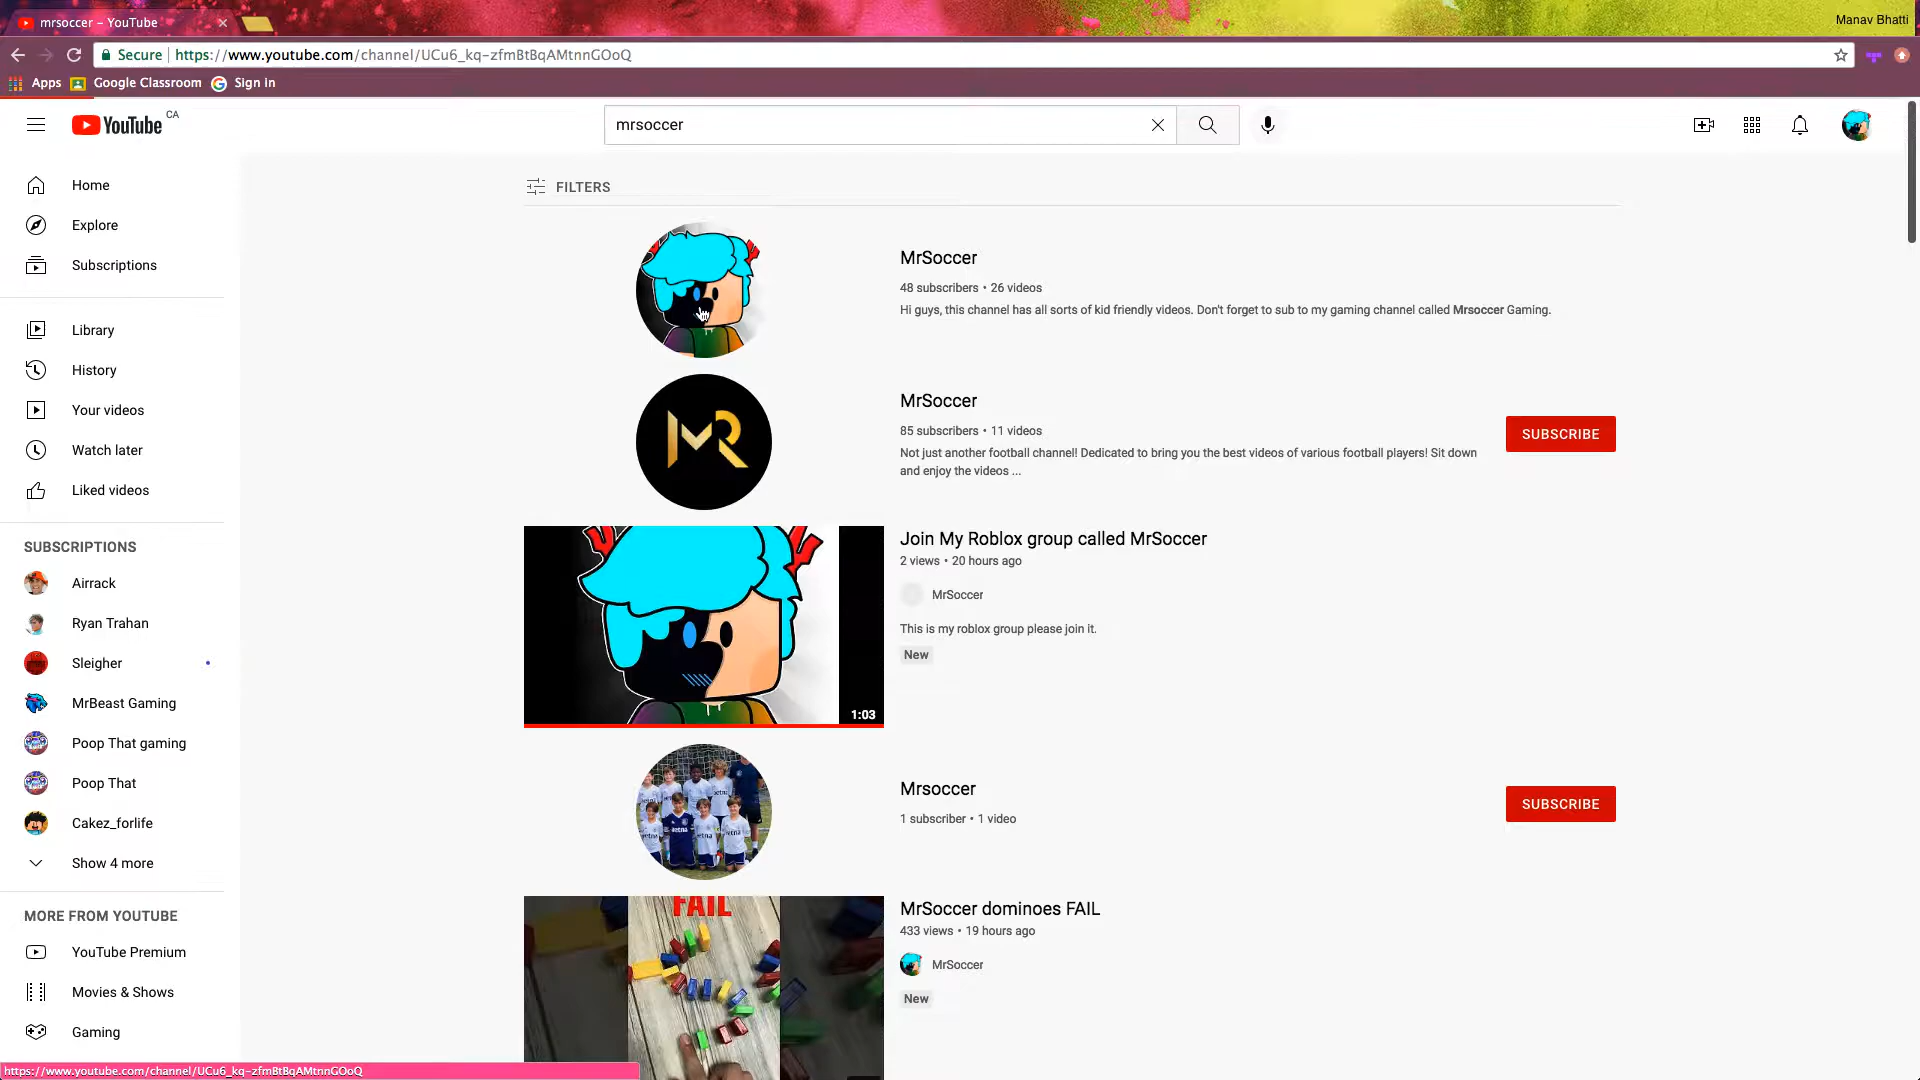 mrsoccer - YouTube
Manav Bhatti
Secure
https://www.youtube.com/channel/UCu6_kq-zfmBtBqAMtnnGOoQ
Apps
Google Classroom
Sign in
YouTube CA
mrsoccer
Home
Explore
Subscriptions
Library
History
Your videos
Watch later
Liked videos
SUBSCRIPTIONS
Airrack
Ryan Trahan
Sleigher
MrBeast Gaming
Poop That gaming
Poop That
Cakez_forlife
Show 4 more
MORE FROM YOUTUBE
YouTube Premium
Movies & Shows
Gaming
FILTERS
MrSoccer
48 subscribers • 26 videos
Hi guys, this channel has all sorts of kid friendly videos. Don't forget to sub to my gaming channel called Mrsoccer Gaming.
MR
MrSoccer
85 subscribers • 11 videos
Not just another football channel! Dedicated to bring you the best videos of various football players! Sit down
and enjoy the videos ...
SUBSCRIBE
1:03
Join My Roblox group called MrSoccer
2 views • 20 hours ago
MrSoccer
This is my roblox group please join it.
New
Mrsoccer
1 subscriber • 1 video
SUBSCRIBE
FAIL
MrSoccer dominoes FAIL
433 views • 19 hours ago
MrSoccer
New
https://www.youtube.com/channel/UCu6_kq-zfmBtBqAMtnnGOoQ